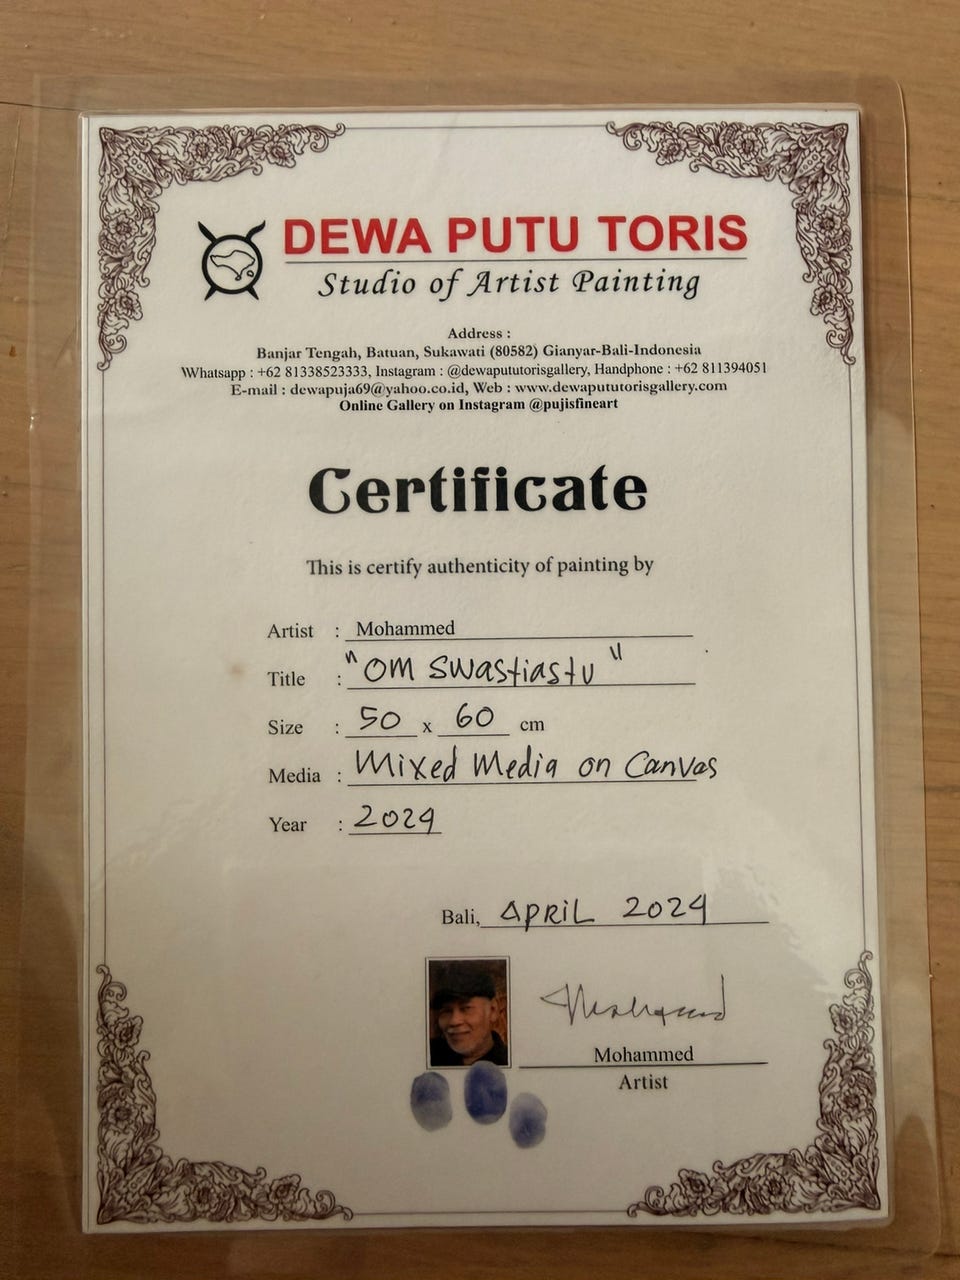 DEWA PUTU TORIS
Studio of Artist Painting
Address :
Banjar Tengah, Batuan, Sukawati (80582) Gianyar-Bali-Indonesia
Whatsapp : +62 81338523333, Instagram : @dewapututorisgallery, Handphone : +62 811394051
E-mail : dewapuja69@yahoo.co.id, Web : www.dewapututorisgallery.com
Online Gallery on Instagram @pujisfineart
Certificate
This is certify authenticity of painting by
Artist : Mohammed
Title : "OM Swastiastu"
Size : 50 x 60 cm
Media : Mixed Media on Canvas
Year : 2024
Bali, APRiL 2024
Mohammed
Mohammed
Artist